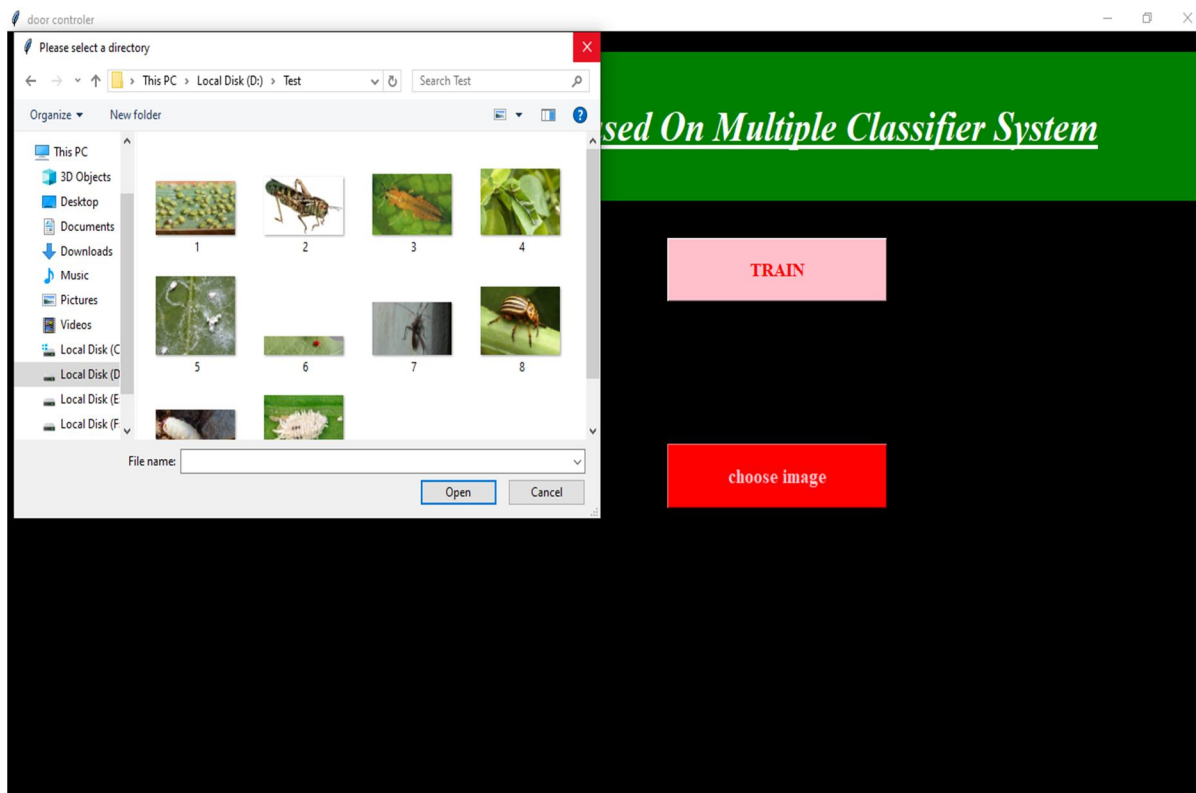 door controler
Please select a directory
This PC > Local Disk (D:) > Test
Search Test
Organize
New folder
This PC
3D Objects
Desktop
Documents
Downloads
Music
Pictures
Videos
Local Disk (C
Local Disk (D
Local Disk (E
Local Disk (F
1
2
3
4
5
6
7
8
File name:
Open
Cancel
sed On Multiple Classifier System
TRAIN
choose image